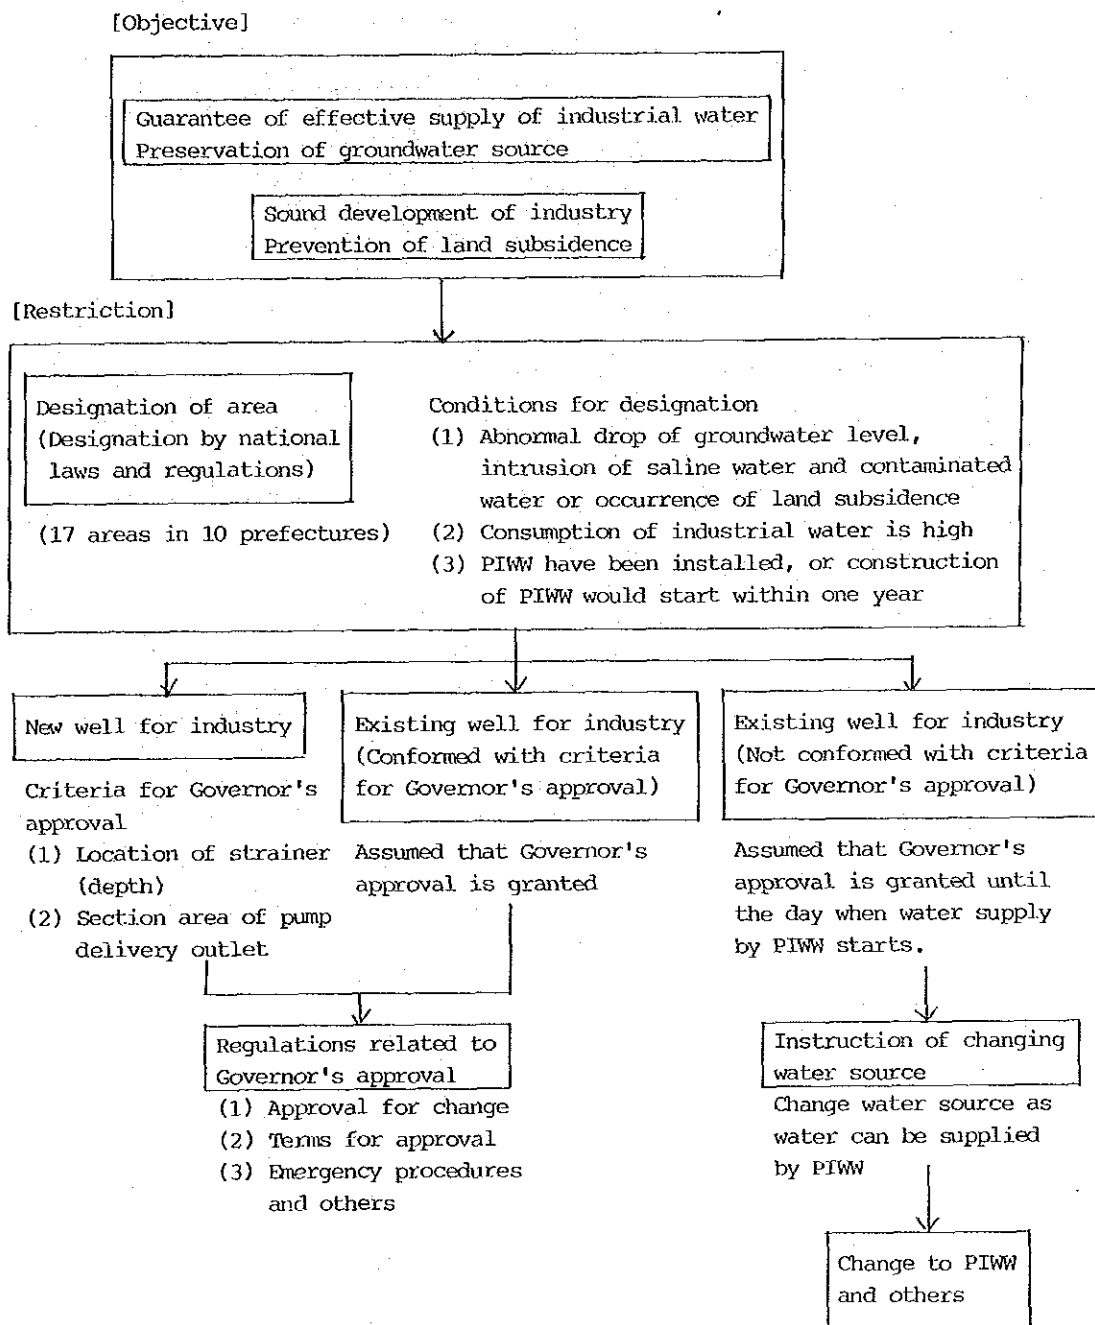 [Objective]
Guarantee of effective supply of industrial water
Preservation of groundwater source
Sound development of industry
Prevention of land subsidence
[Restriction]
Designation of area
(Designation by national
laws and regulations)
(17 areas in 10 prefectures)
Conditions for designation
(1) Abnormal drop of groundwater level,
intrusion of saline water and contaminated
water or occurrence of land subsidence
(2) Consumption of industrial water is high
(3) PIWW have been installed, or construction
of PIWW would start within one year
New well for industry
Criteria for Governor's
approval
(1) Location of strainer
(depth)
(2) Section area of pump
delivery outlet
Existing well for industry
(Conformed with criteria
for Governor's approval)
Assumed that Governor's
approval is granted
Existing well for industry
(Not conformed with criteria
for Governor's approval)
Assumed that Governor's
approval is granted until
the day when water supply
by PIWW starts.
Regulations related to
Governor's approval
(1) Approval for change
(2) Terms for approval
(3) Emergency procedures
and others
Instruction of changing
water source
Change water source as
water can be supplied
by PIWW
Change to PIWW
and others